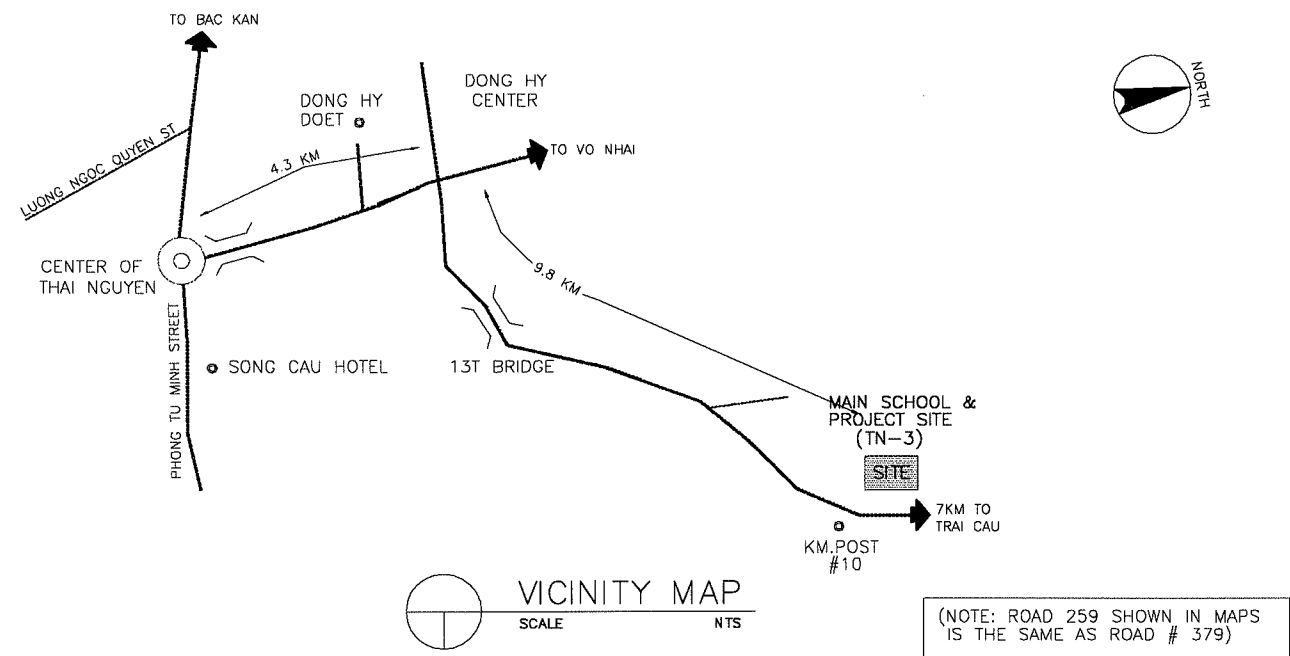 TO BAC KAN
DONG HY
CENTER
NORTH
DONG HY
DOET
LUONG NGOC QUYEN ST
4.3 KM
TO VO NHAI
CENTER OF
THAI NGUYEN
9.8 KM
PHONG TU MINH STREET
SONG CAU HOTEL
13T BRIDGE
MAIN SCHOOL &
PROJECT SITE
(TN-3)
SITE
7KM TO
TRAI CAU
KM.POST
#10
VICINITY MAP
SCALE NTS
(NOTE: ROAD 259 SHOWN IN MAPS
IS THE SAME AS ROAD # 379)